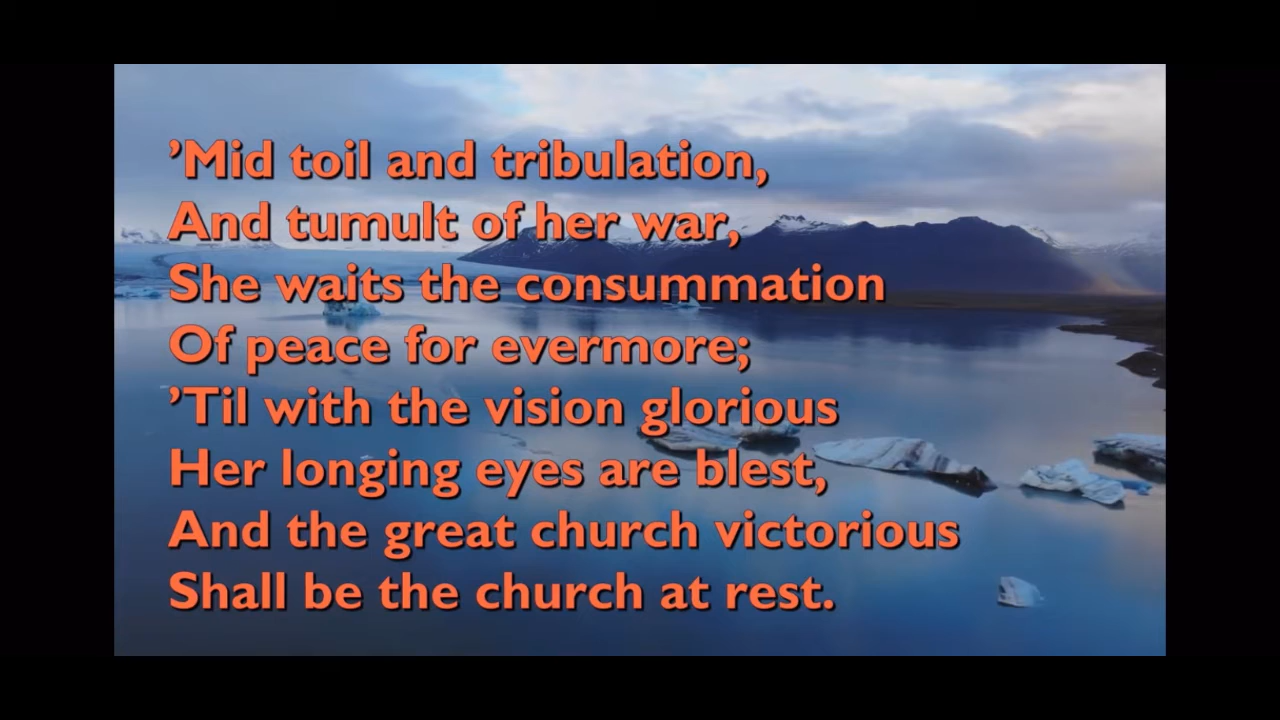 ’Mid toil and tribulation,
And tumult of her war,
She waits the consummation
Of peace for evermore;
’Til with the vision glorious
Her longing eyes are blest,
And the great church victorious
Shall be the church at rest.